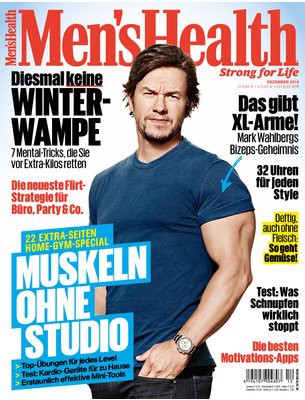 Men'sHealth
Men'sHealth
Strong for Life
DEZEMBER 2016
Diesmal keine
WINTER-
WAMPE
7 Mental-Tricks, die Sie
vor Extra-Kilos retten
Die neueste Flirt-
Strategie für
Büro, Party & Co.
22 EXTRA-SEITEN
HOME-GYM-SPECIAL
MUSKELN
OHNE
STUDIO
> Top-Übungen für jedes Level
> Test: Kardio-Geräte für zu Hause
> Erstaunlich effektive Mini-Tools
Das gibt
XL-Arme!
Mark Wahlbergs
Bizeps-Geheimnis
32 Uhren
für jeden
Style
Deftig,
auch ohne
Fleisch:
So geht
Gemüse!
Test: Was
Schnupfen
wirklich
stoppt
Die besten
Motivations-Apps